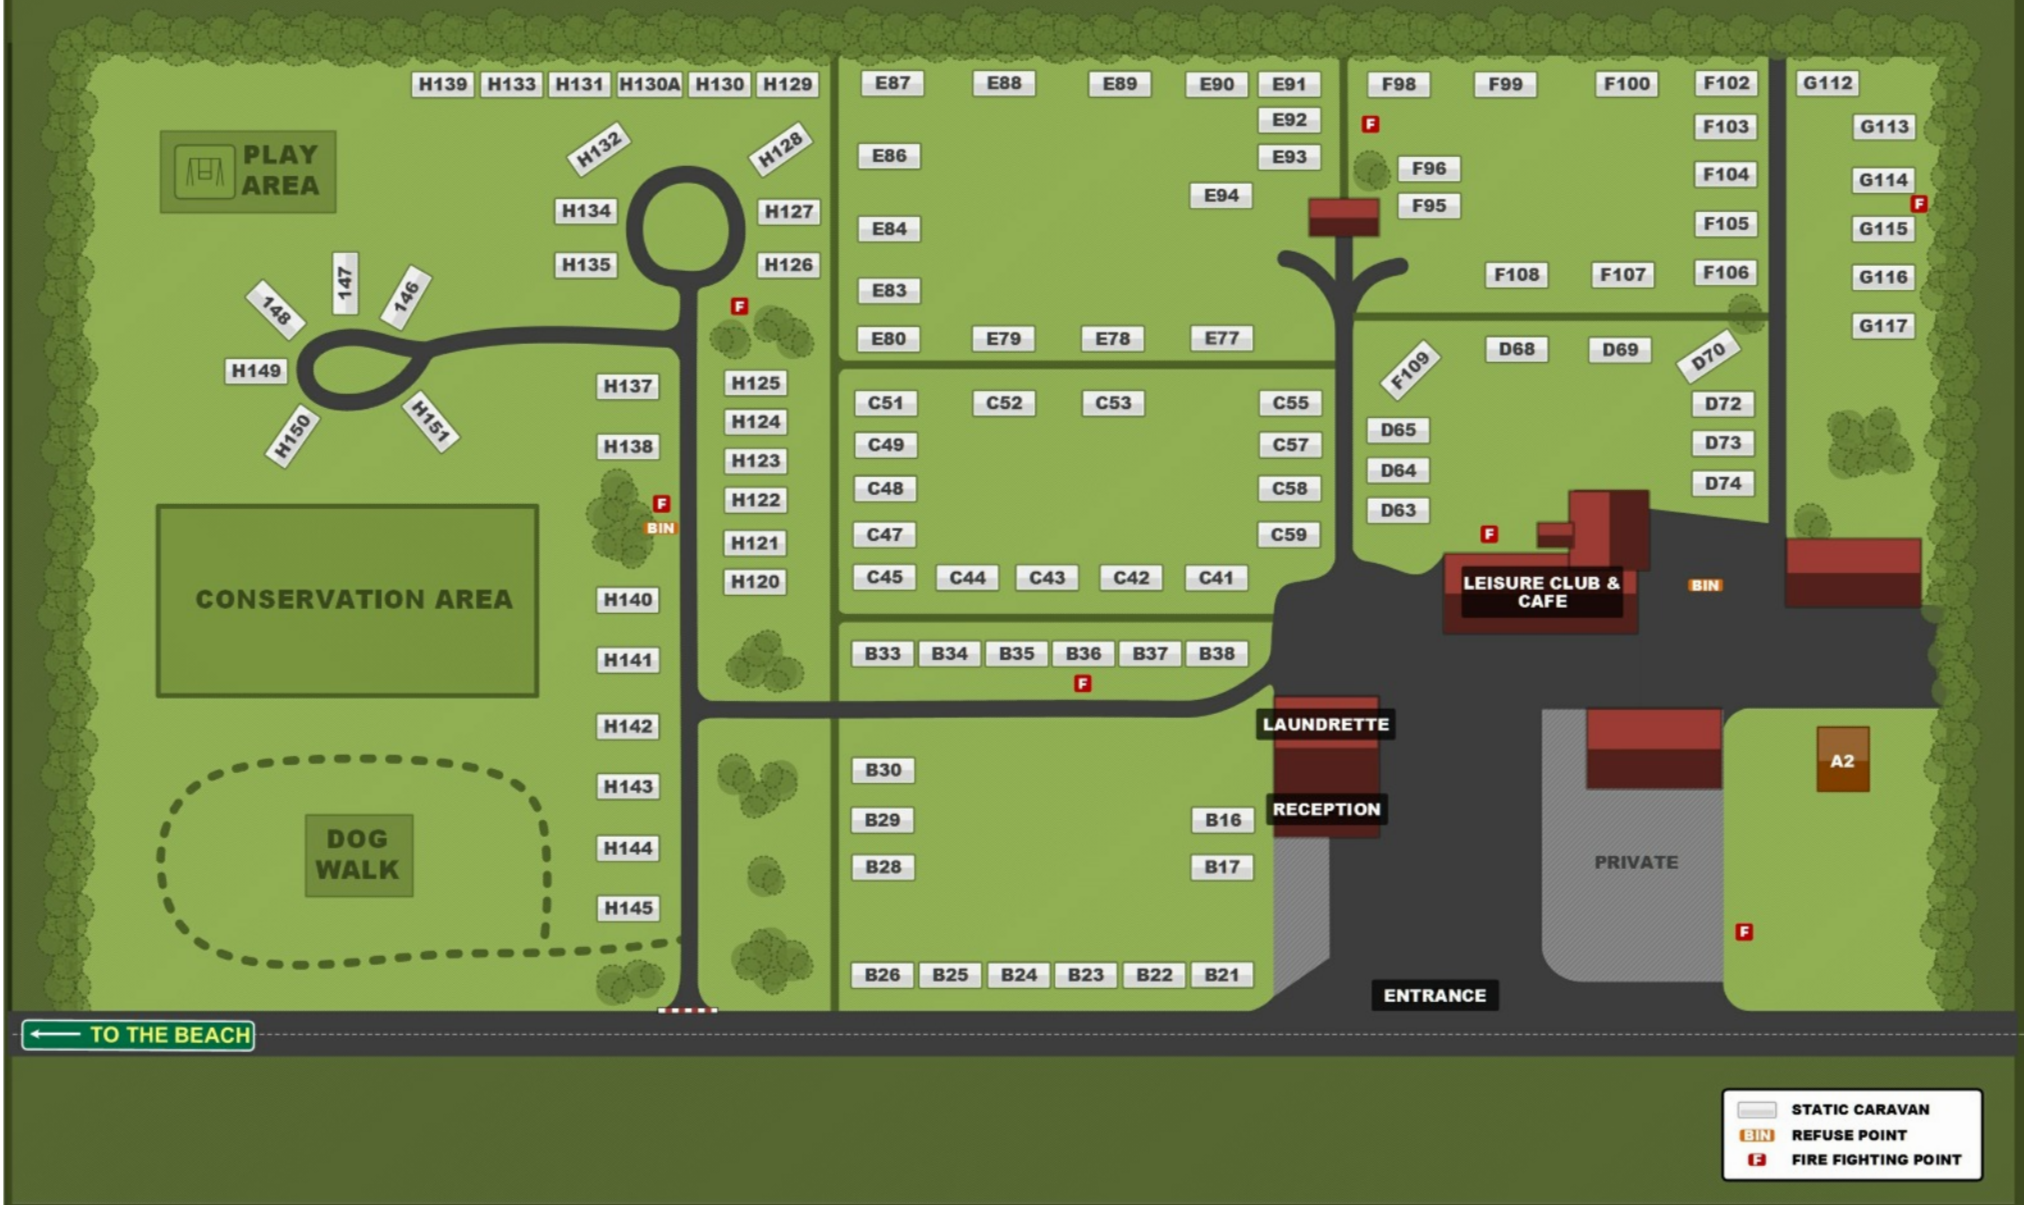 H139 H133 H131 H130A H130 H129
H132 H128
H134 H127
H135 H126
PLAY
AREA
148 147 146
H149
H150 H151
H137
H138
BIN
F
F
H125
H124
H123
H122
H121
H120
H140
H141
H142
H143
H144
H145
CONSERVATION AREA
DOG
WALK
E87 E88 E89 E90 E91
E92
E86 E93
E94
E84
E83
E80 E79 E78 E77
C51 C52 C53 C55
C49 C57
C48 C58
C47 C59
C45 C44 C43 C42 C41
B33 B34 B35 B36 B37 B38
F
B30
B29 B16
B28 B17
B26 B25 B24 B23 B22 B21
F98 F99 F100 F102
F
F103
F96 F104
F95 F105
F108 F107 F106
F109 D68 D69 D70
D65 D72
D64 D73
D63 D74
F
G112
G113
G114
F
G115
G116
G117
LEISURE CLUB &
CAFE
BIN
LAUNDRETTE
RECEPTION
PRIVATE
A2
F
ENTRANCE
TO THE BEACH
STATIC CARAVAN
BIN REFUSE POINT
F FIRE FIGHTING POINT